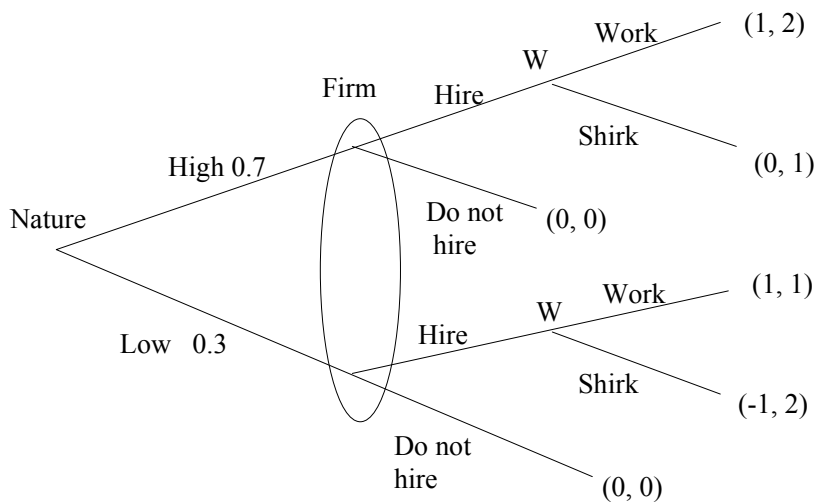 Work
(1, 2)
W
Firm
Hire
Shirk
(0, 1)
High 0.7
Nature
Do not
hire
(0, 0)
Work
(1, 1)
W
Hire
Low 0.3
Shirk
(-1, 2)
Do not
hire
(0, 0)